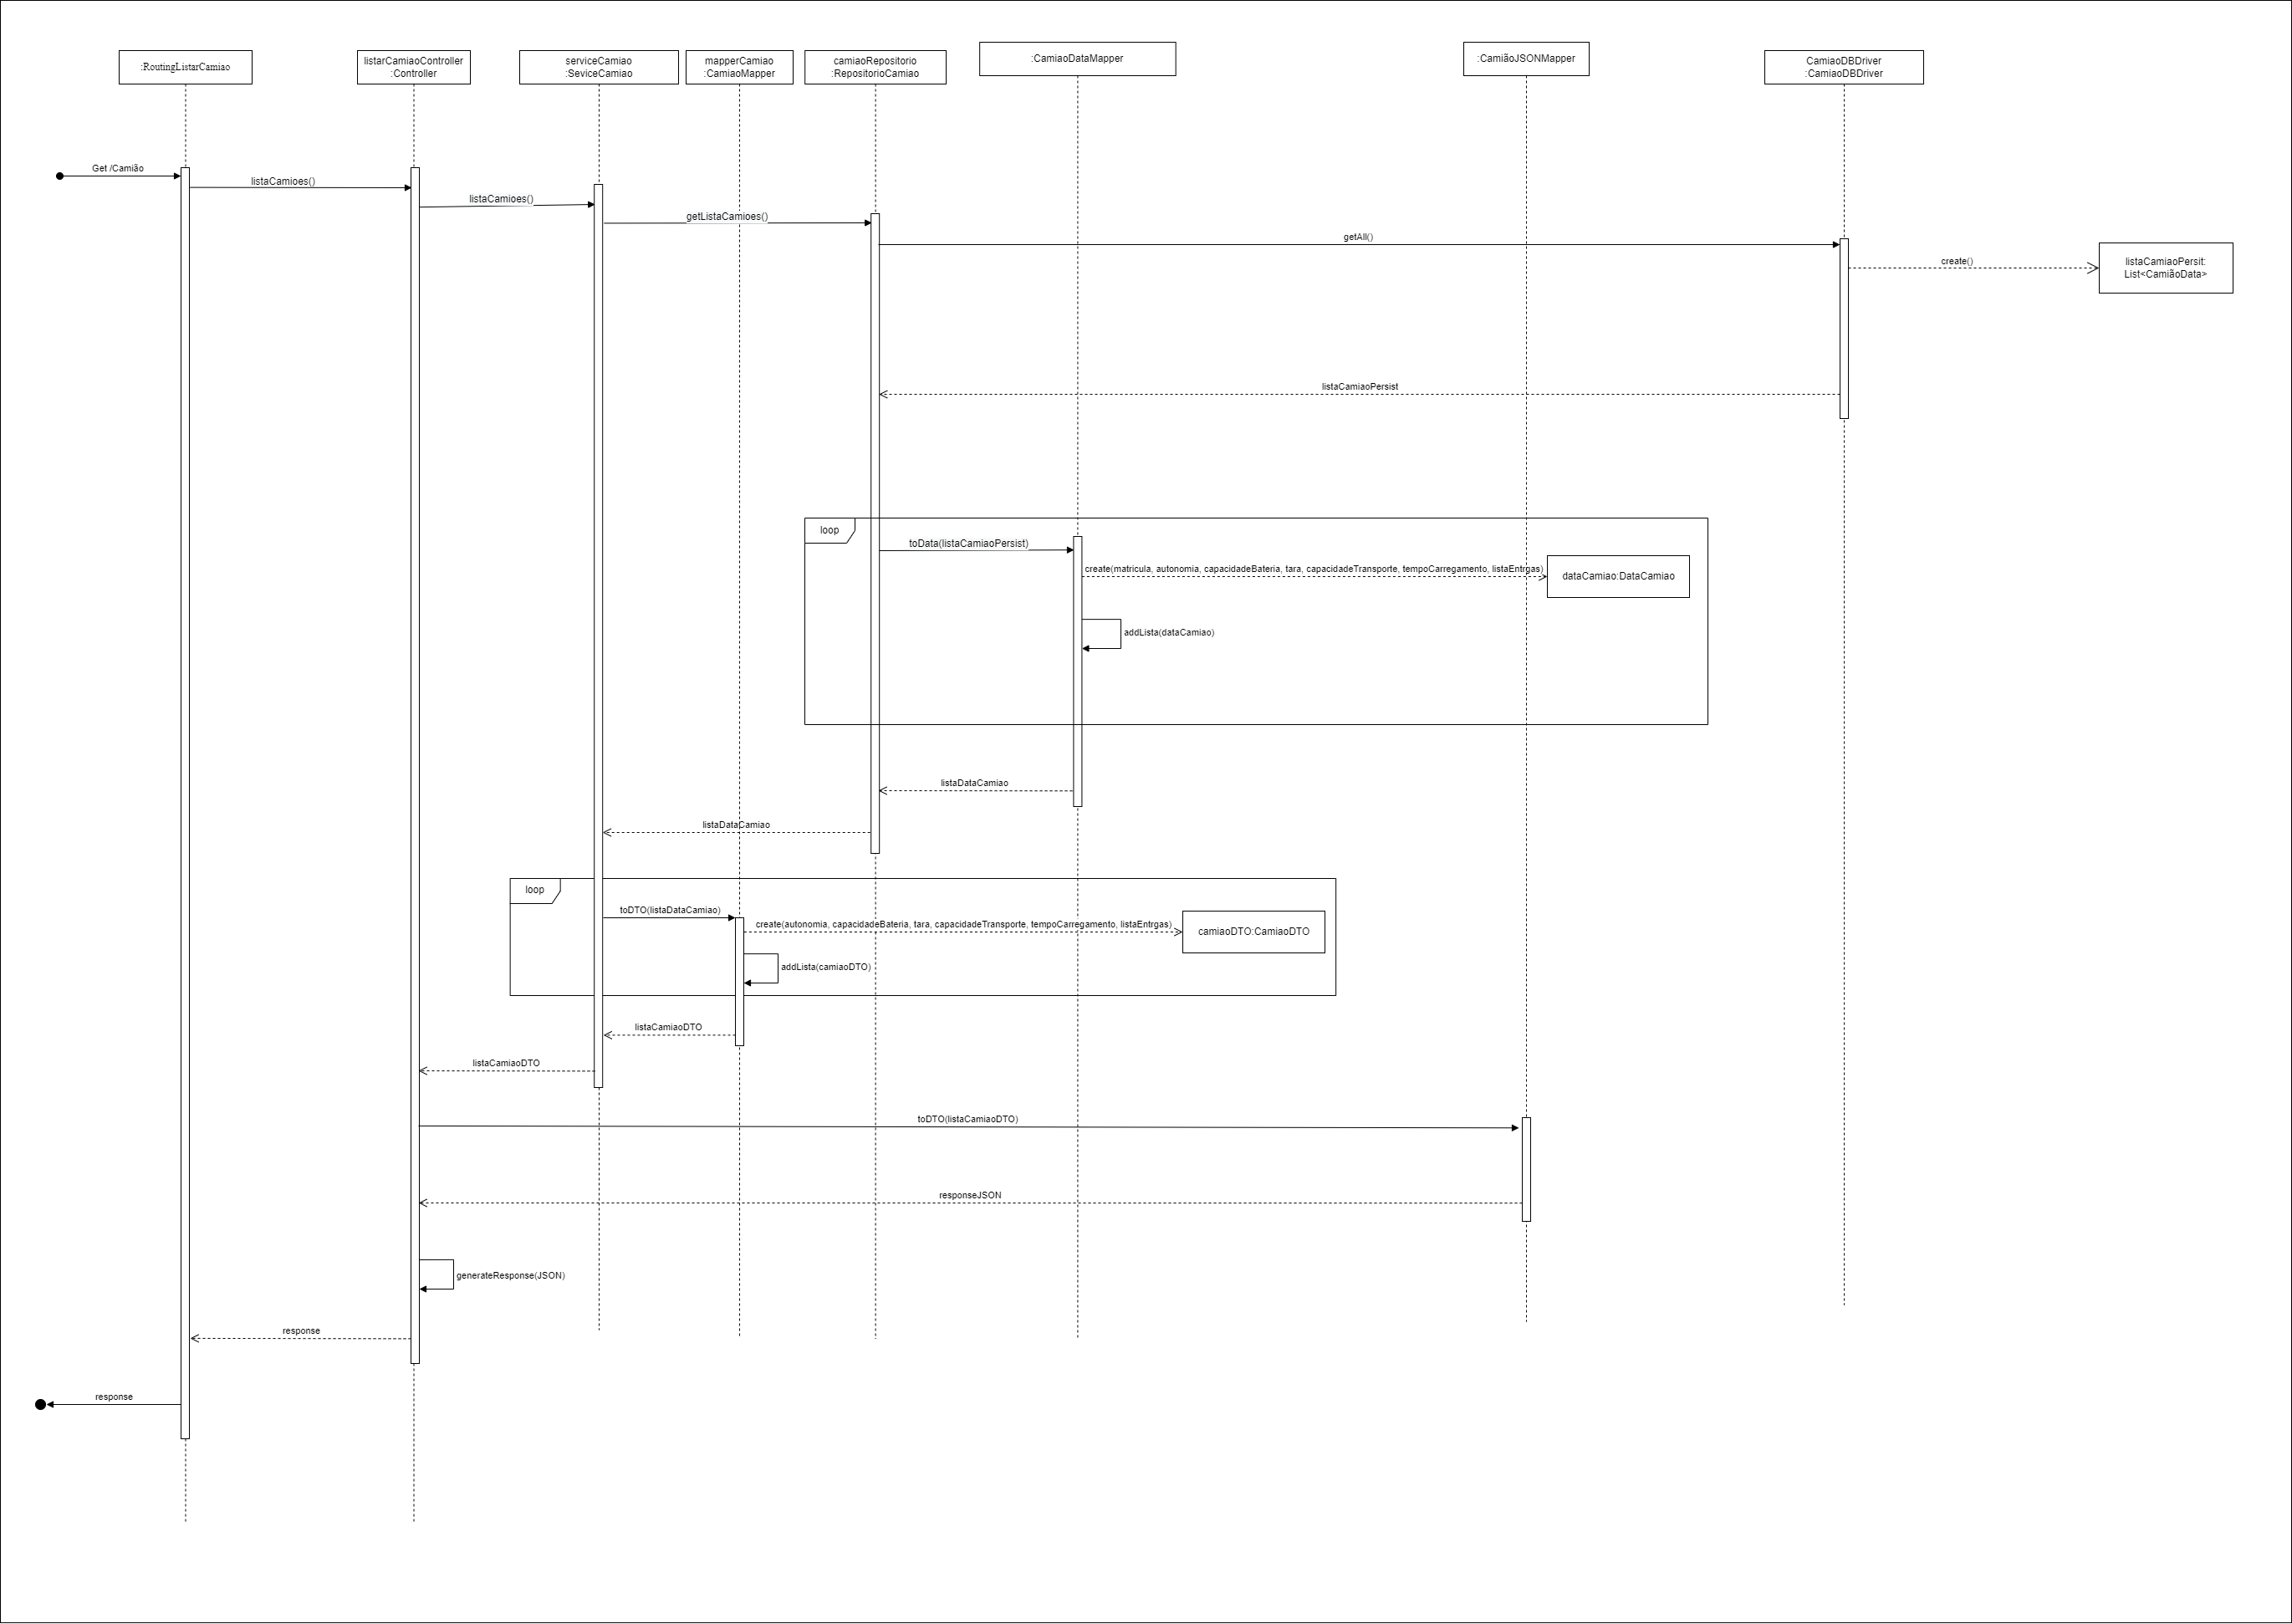 :RoutingListarCamiao
listarCamiaoController
:Controller
serviceCamiao
:SeviceCamiao
mapperCamiao
:CamiaoMapper
camiaoRepositorio
:RepositorioCamiao
:CamiaoDataMapper
:CamiãoJSONMapper
CamiaoDBDriver
:CamiaoDBDriver
Get /Camião
listaCamioes()
listaCamioes()
getListaCamioes()
getAll()
create()
listaCamiaoPersit:
List<CamiãoData>
listaCamiaoPersist
loop
toData(listaCamiaoPersist)
create(matricula, autonomia, capacidadeBateria, tara, capacidadeTransporte, tempoCarregamento, listaEntrgas)
dataCamiao:DataCamiao
addLista(dataCamiao)
listaDataCamiao
listaDataCamiao
loop
toDTO(listaDataCamiao)
create(autonomia, capacidadeBateria, tara, capacidadeTransporte, tempoCarregamento, listaEntrgas)
camiaoDTO:CamiaoDTO
addLista(camiaoDTO)
listaCamiaoDTO
listaCamiaoDTO
toDTO(listaCamiaoDTO)
responseJSON
generateResponse(JSON)
response
response